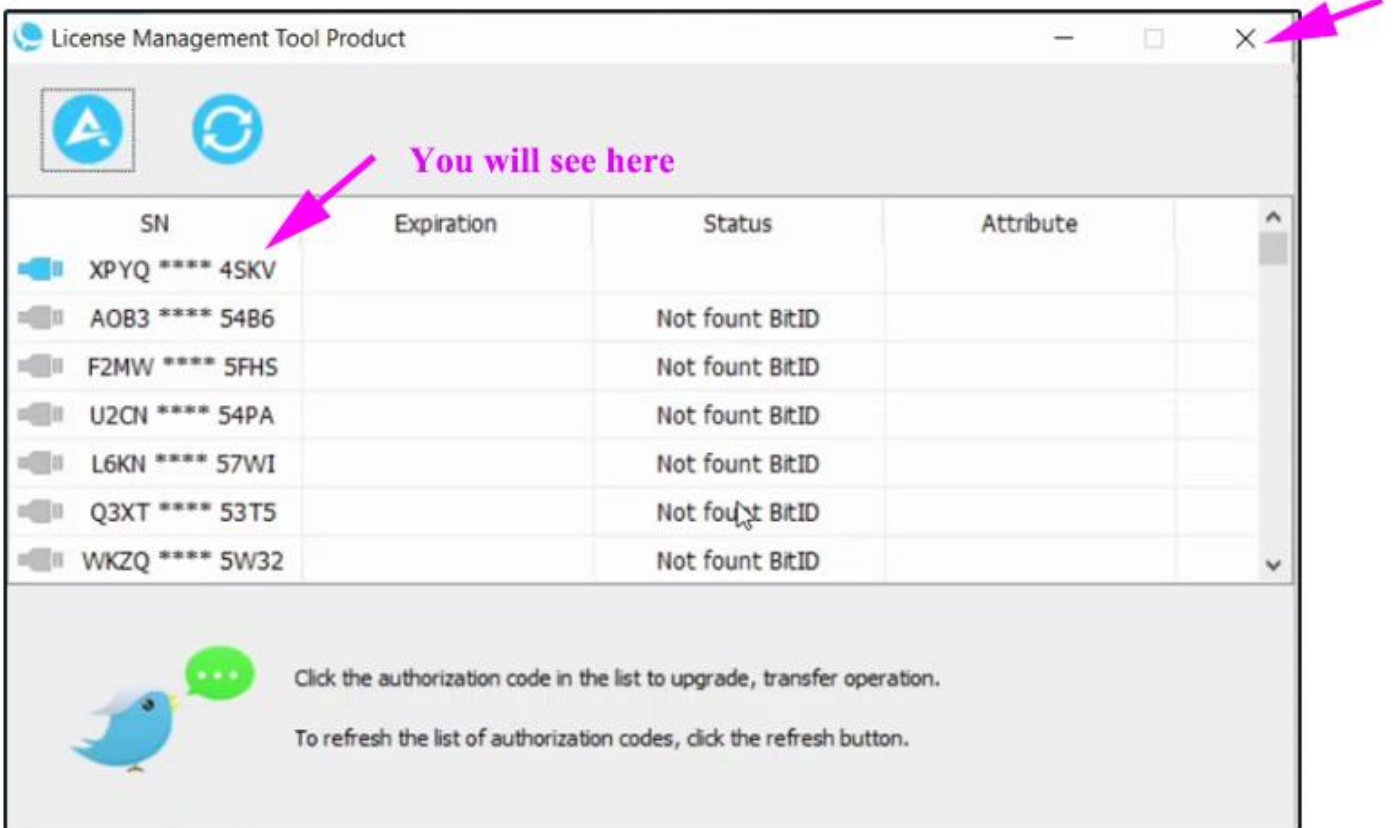 License Management Tool Product
You will see here
SN Expiration Status Attribute
XPYQ **** 4SKV
AOB3 **** 54B6 Not fount BitID
F2MW **** 5FHS Not fount BitID
U2CN **** 54PA Not fount BitID
L6KN **** 57WI Not fount BitID
Q3XT **** 53T5 Not fount BitID
WKZQ **** 5W32 Not fount BitID
Click the authorization code in the list to upgrade, transfer operation.
To refresh the list of authorization codes, click the refresh button.